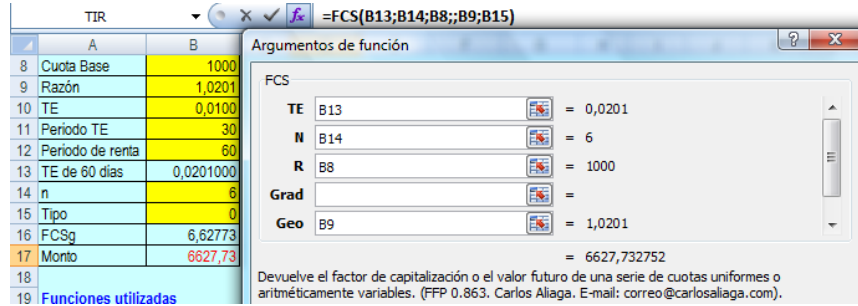 TIR =FCS(B13;B14;B8;;B9;B15)
A B
8 Cuota Base 1000
9 Razón 1,0201
10 TE 0,0100
11 Periodo TE 30
12 Periodo de renta 60
13 TE de 60 días 0,0201000
14 n 6
15 Tipo 0
16 FCSg 6,62773
17 Monto 6627,73
18
19 Funciones utilizadas
Argumentos de función
FCS
TE B13 = 0,0201
N B14 = 6
R B8 = 1000
Grad =
Geo B9 = 1,0201
= 6627,732752
Devuelve el factor de capitalización o el valor futuro de una serie de cuotas uniformes o
aritméticamente variables. (FFP 0.863. Carlos Aliaga. E-mail: correo@carlosaliaga.com).